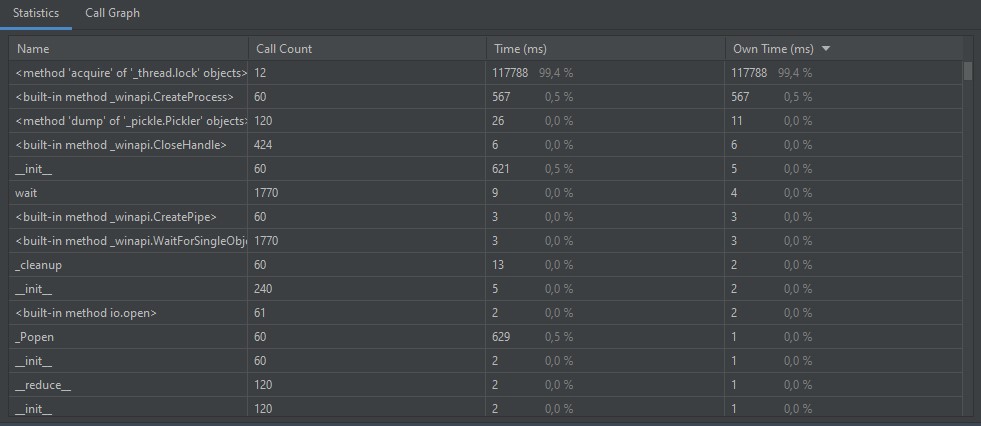 Statistics Call Graph
Name Call Count Time (ms) Own Time (ms)
<method 'acquire' of '_thread.lock' objects> 12 117788 99,4 % 117788 99,4 %
<built-in method _winapi.CreateProcess> 60 567 0,5 % 567 0,5 %
<method 'dump' of '_pickle.Pickler' objects> 120 26 0,0 % 11 0,0 %
<built-in method _winapi.CloseHandle> 424 6 0,0 % 6 0,0 %
__init__ 60 621 0,5 % 5 0,0 %
wait 1770 9 0,0 % 4 0,0 %
<built-in method _winapi.CreatePipe> 60 3 0,0 % 3 0,0 %
<built-in method _winapi.WaitForSingleObj 1770 3 0,0 % 3 0,0 %
_cleanup 60 13 0,0 % 2 0,0 %
__init__ 240 5 0,0 % 2 0,0 %
<built-in method io.open> 61 2 0,0 % 2 0,0 %
_Popen 60 629 0,5 % 1 0,0 %
__init__ 60 2 0,0 % 1 0,0 %
__reduce__ 120 2 0,0 % 1 0,0 %
__init__ 120 2 0,0 % 1 0,0 %